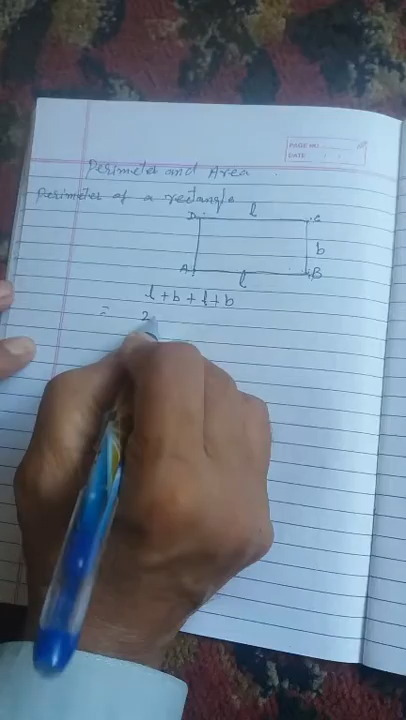 PAGE NO.
DATE
Perimeter and Area
Perimeter of a rectangle
D l C
b
A l B
l + b + l + b
= 2